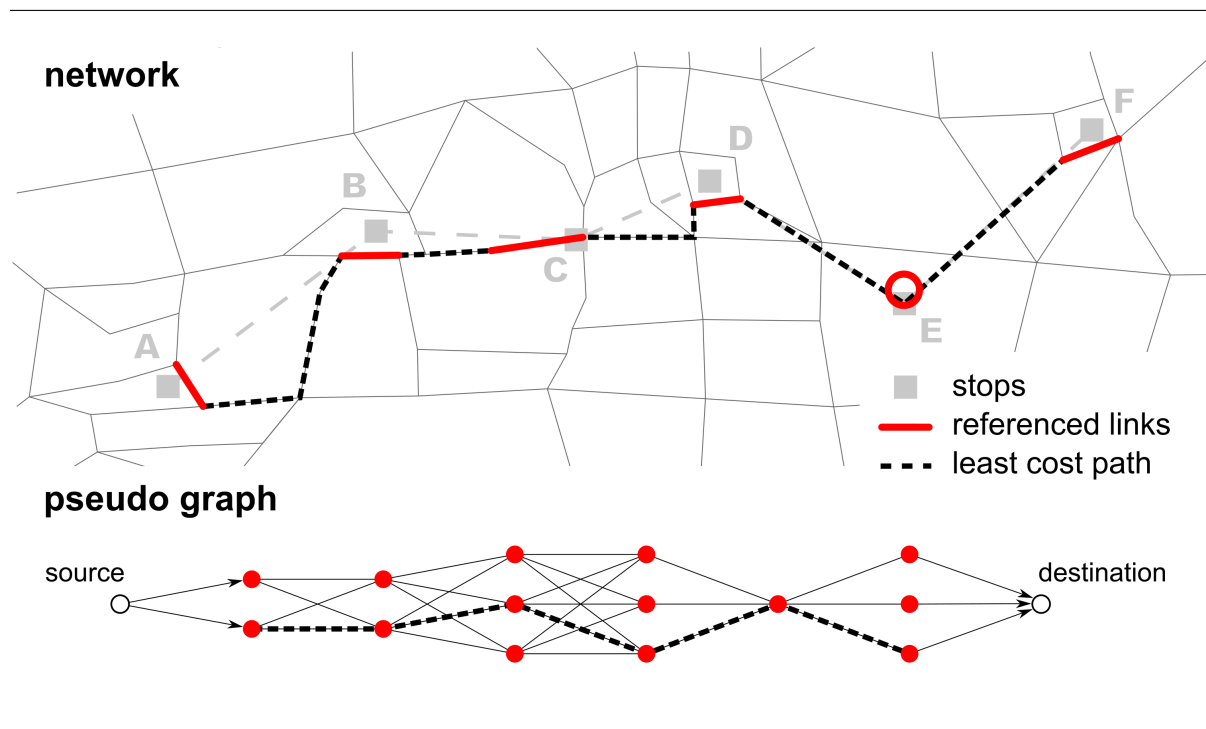 network
F
D
B
C
A
E
stops
referenced links
least cost path
pseudo graph
source
destination